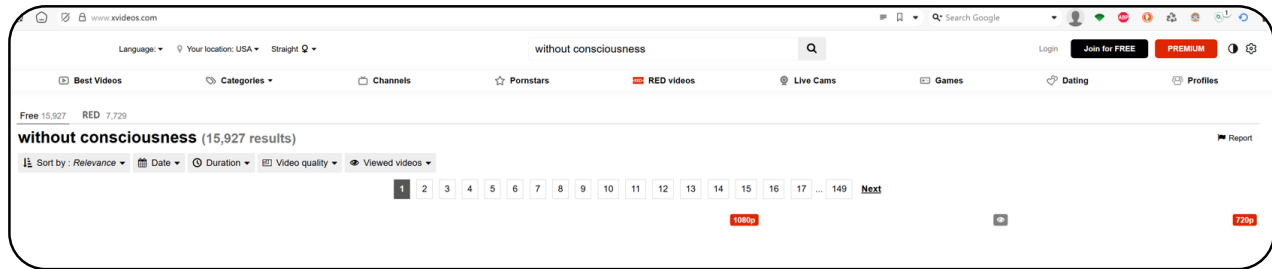 www.xvideos.com Search Google ABP 1
Language: Your location: USA Straight without consciousness Login Join for FREE PREMIUM
Best Videos Categories Channels Pornstars RED RED videos Live Cams Games Dating Profiles
Free 15,927 RED 7,729
without consciousness (15,927 results) Report
Sort by : Relevance Date Duration Video quality Viewed videos
1 2 3 4 5 6 7 8 9 10 11 12 13 14 15 16 17 ... 149 Next
1080p 720p